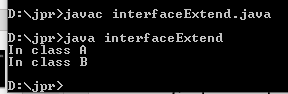 D:\jpr>javac interfaceExtend.java
D:\jpr>java interfaceExtend
In class A
In class B
D:\jpr>